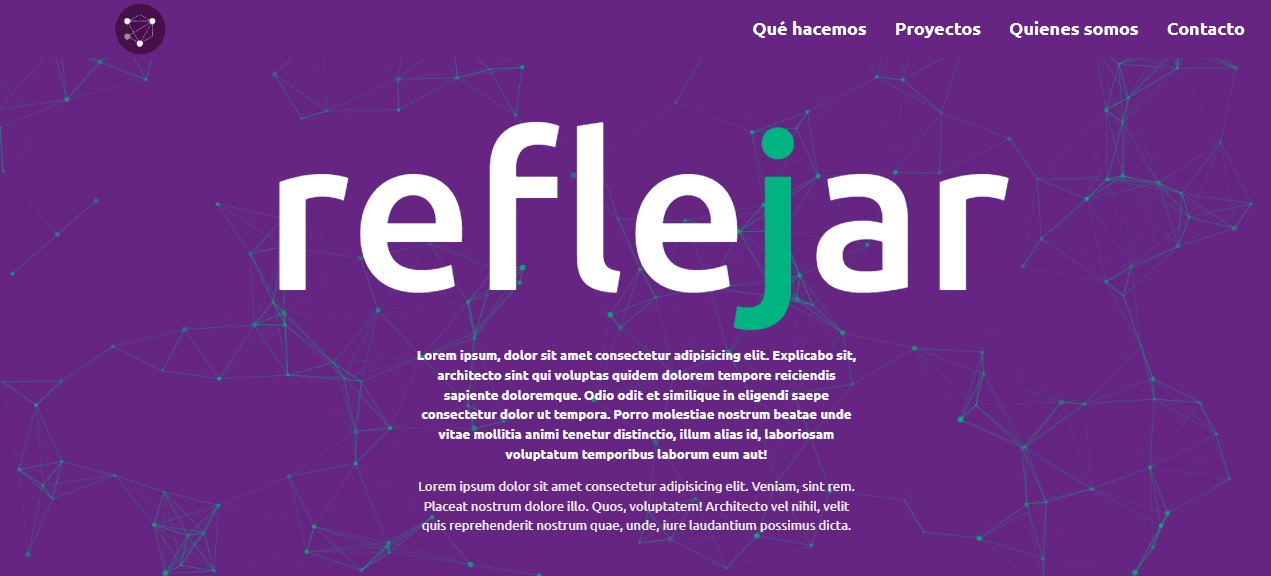 Qué hacemos Proyectos Quienes somos Contacto
reflejar
Lorem ipsum, dolor sit amet consectetur adipisicing elit. Explicabo sit,
architecto sint qui voluptas quidem dolorem tempore reiciendis
sapiente doloremque. Odio odit et similique in eligendi saepe
consectetur dolor ut tempora. Porro molestiae nostrum beatae unde
vitae mollitia animi tenetur distinctio, illum alias id, laboriosam
voluptatum temporibus laborum eum aut!
Lorem ipsum dolor sit amet consectetur adipisicing elit. Veniam, sint rem.
Placeat nostrum dolore illo. Quos, voluptatem! Architecto vel nihil, velit
quis reprehenderit nostrum quae, unde, iure laudantium possimus dicta.